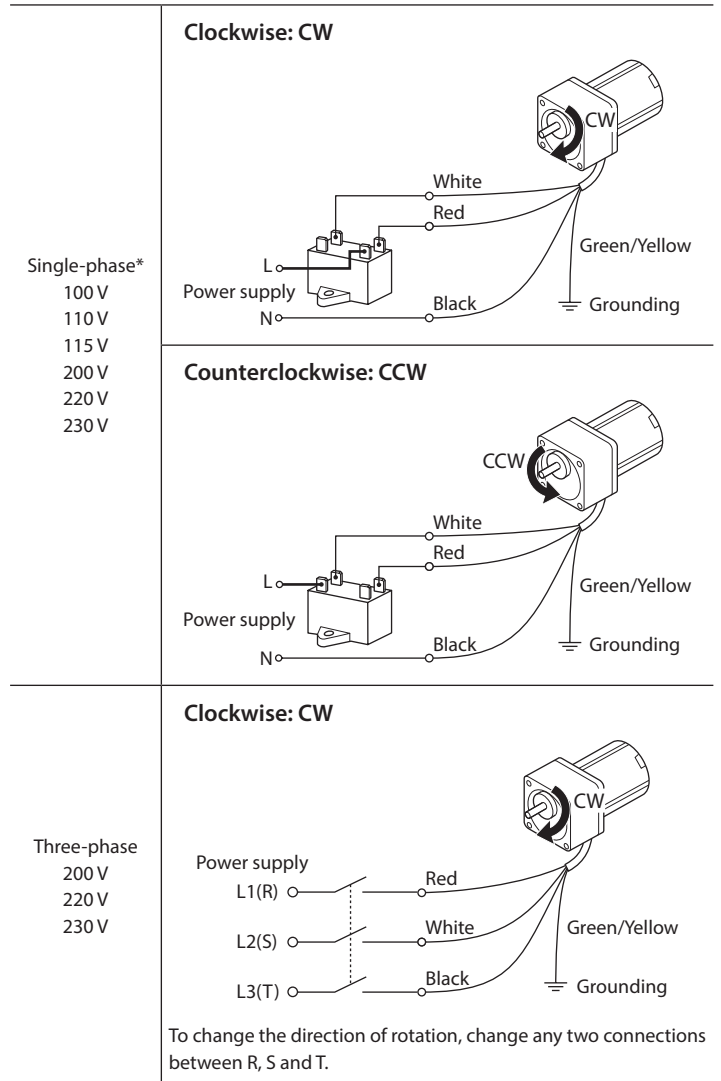 Single-phase*
100 V
110 V
115 V
200 V
220 V
230 V
Clockwise: CW
CW
White
Red
Green/Yellow
L
Power supply
Black
Grounding
N
Counterclockwise: CCW
CCW
White
Red
L
Green/Yellow
Power supply
Black
Grounding
N
Three-phase
200 V
220 V
230 V
Clockwise: CW
CW
Power supply
Red
L1(R)
White
Green/Yellow
L2(S)
Black
Grounding
L3(T)
To change the direction of rotation, change any two connections
between R, S and T.